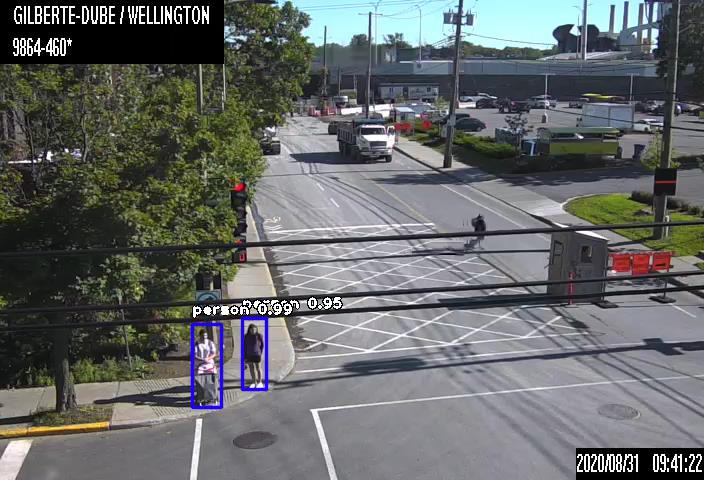 GILBERTE-DUBE / WELLINGTON
9864-460*
person 0.95
person 0.99
2020/08/31 09:41:22